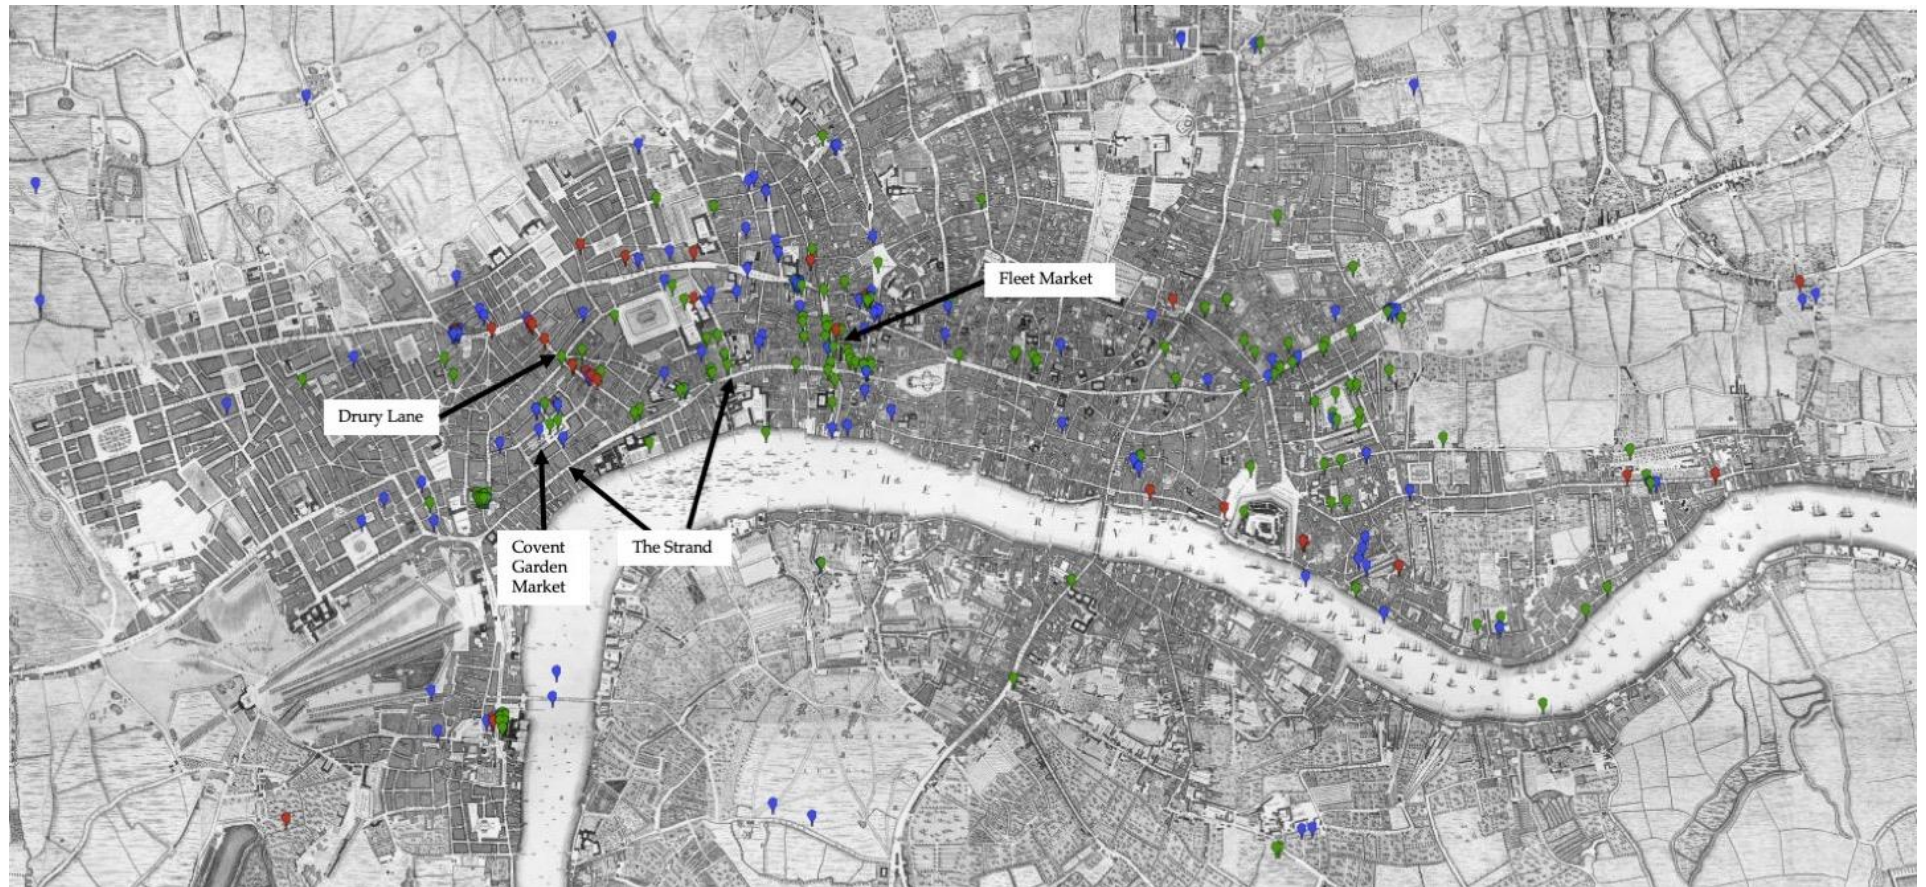 Fleet Market
Drury Lane
Covent
Garden
Market
The Strand
T H E
R I V E R
T H A M E S